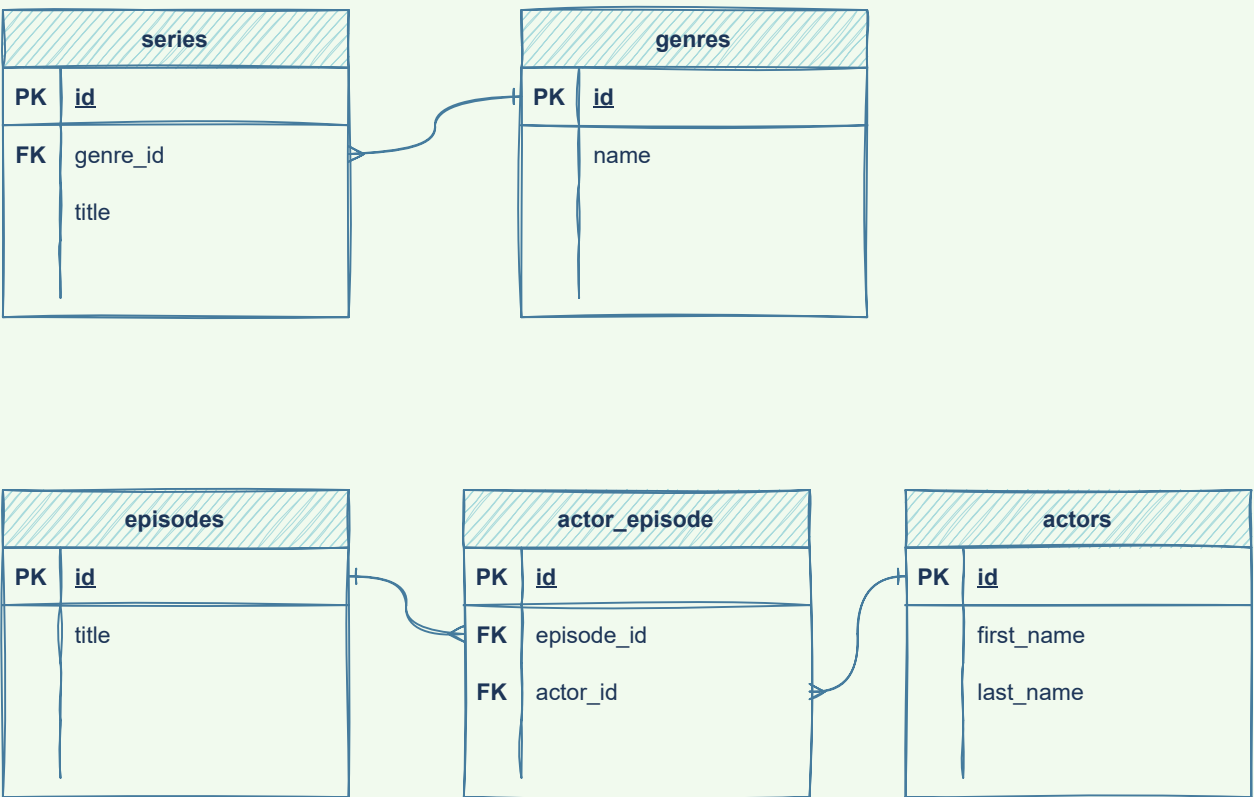 series
PK id
FK genre_id
title
genres
PK id
name
episodes
PK id
title
actor_episode
PK id
FK episode_id
FK actor_id
actors
PK id
first_name
last_name